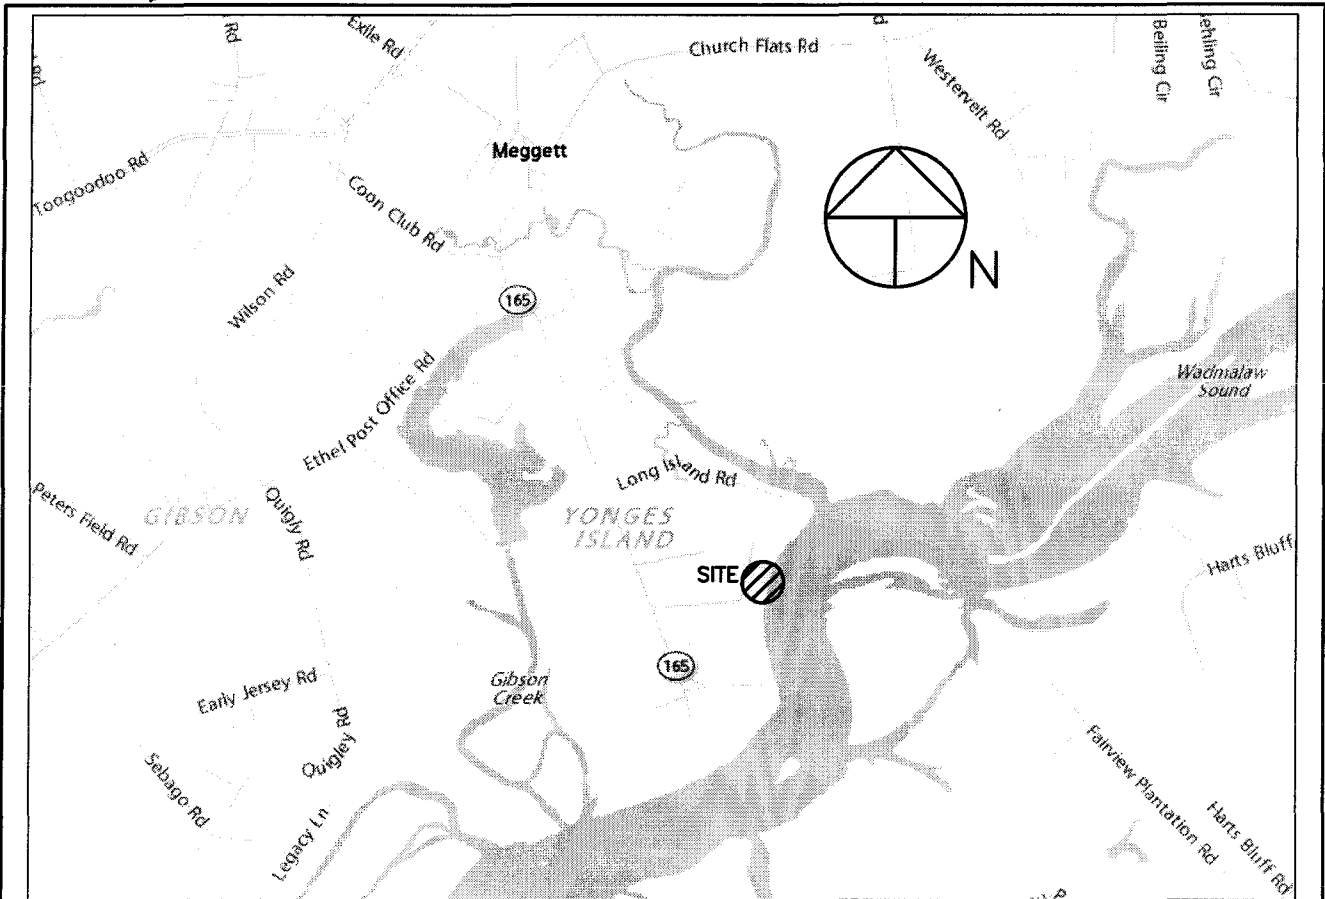 Rd
Exile Rd
Church Flats Rd
Westervelt Rd
Beiling Cir
Meggett
Toogoodoo Rd
Coon Club Rd
N
Wilson Rd
165
Ethel Post Office Rd
Wadmalaw
Sound
Long Island Rd
Peters Field Rd
GIBSON
Quigly Rd
YONGES
ISLAND
SITE
Harts Bluff
165
Gibson
Creek
Early Jersey Rd
Quigley Rd
Sebago Rd
Legacy Ln
Fairview Plantation Rd
Harts Bluff Rd